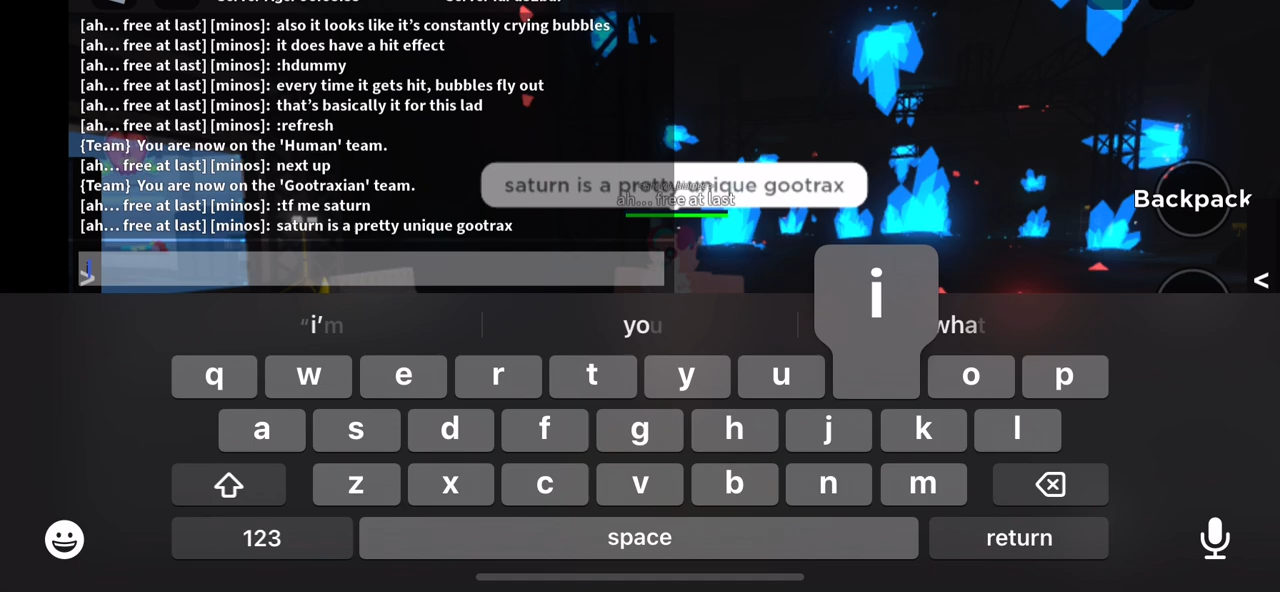 [ah... free at last] [minos]: also it looks like it’s constantly crying bubbles
[ah... free at last] [minos]: it does have a hit effect
[ah... free at last] [minos]: :hdummy
[ah... free at last] [minos]: every time it gets hit, bubbles fly out
[ah... free at last] [minos]: that’s basically it for this lad
[ah... free at last] [minos]: :refresh
{Team} You are now on the 'Human' team.
[ah... free at last] [minos]: next up
{Team} You are now on the 'Gootraxian' team.
[ah... free at last] [minos]: :tf me saturn
[ah... free at last] [minos]: saturn is a pretty unique gootrax
saturn is a pretty unique gootrax
ah... free at last
Backpack
<
>
i
“i’m
you
what
q w e r t y u o p
a s d f g h j k l
z x c v b n m
123 space return